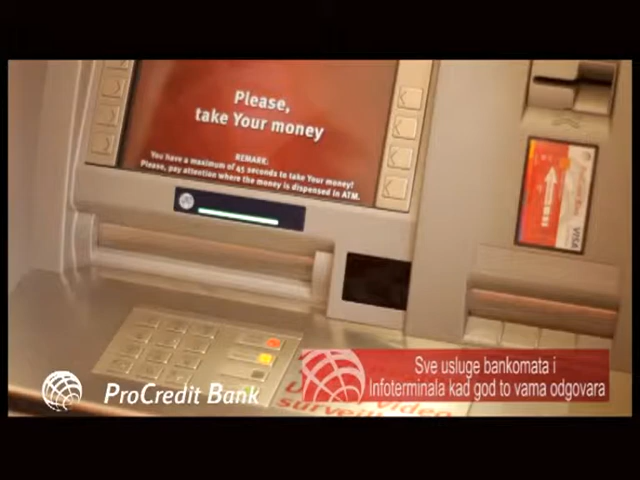 Please,
take Your money
REMARK:
You have a maximum of 45 seconds to take Your money!
Please, pay attention where the money is dispensed in ATM.
VISA
Sve usluge bankomata i
Infoterminala kad god to vama odgovara
ProCredit Bank
video